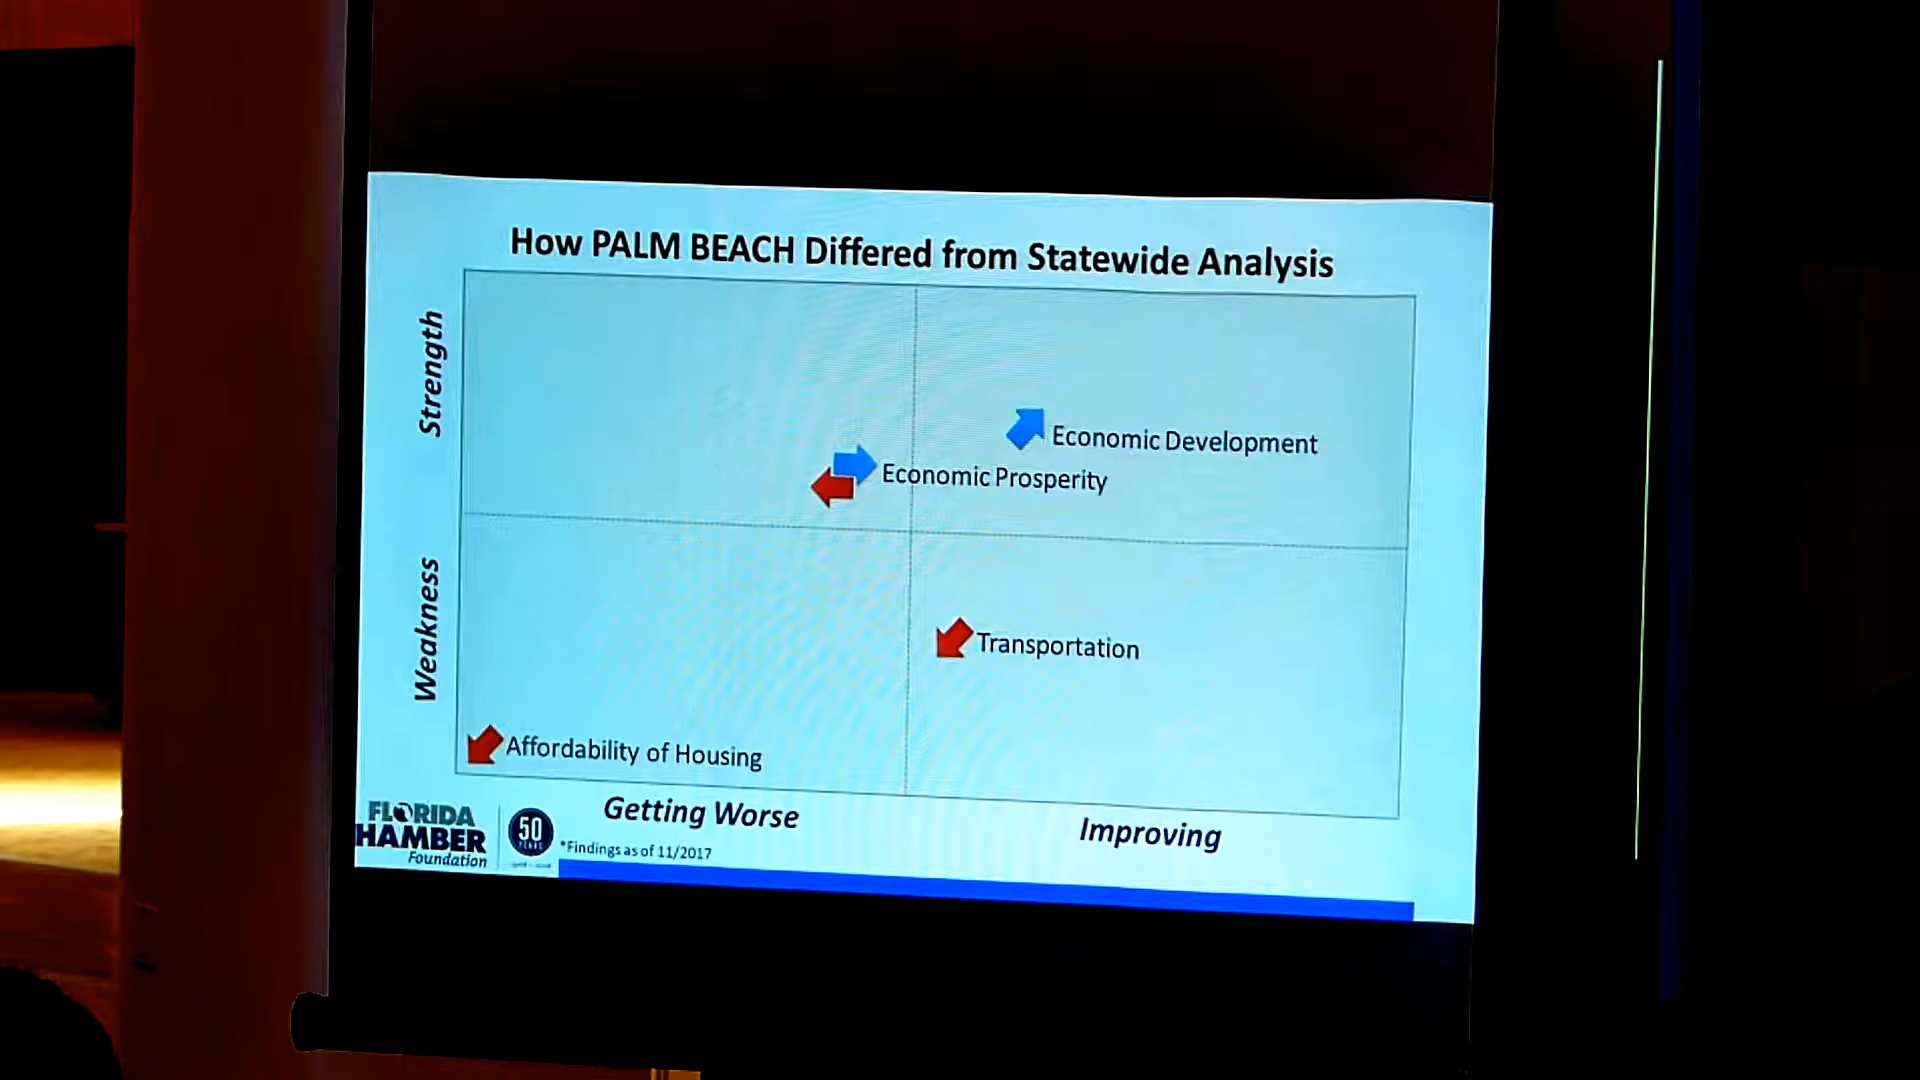 How PALM BEACH Differed from Statewide Analysis
Strength
Economic Development
Economic Prosperity
Weakness
Transportation
Affordability of Housing
Getting Worse
Improving
FLORIDA
HAMBER
Foundation
50
*Findings as of 11/2017